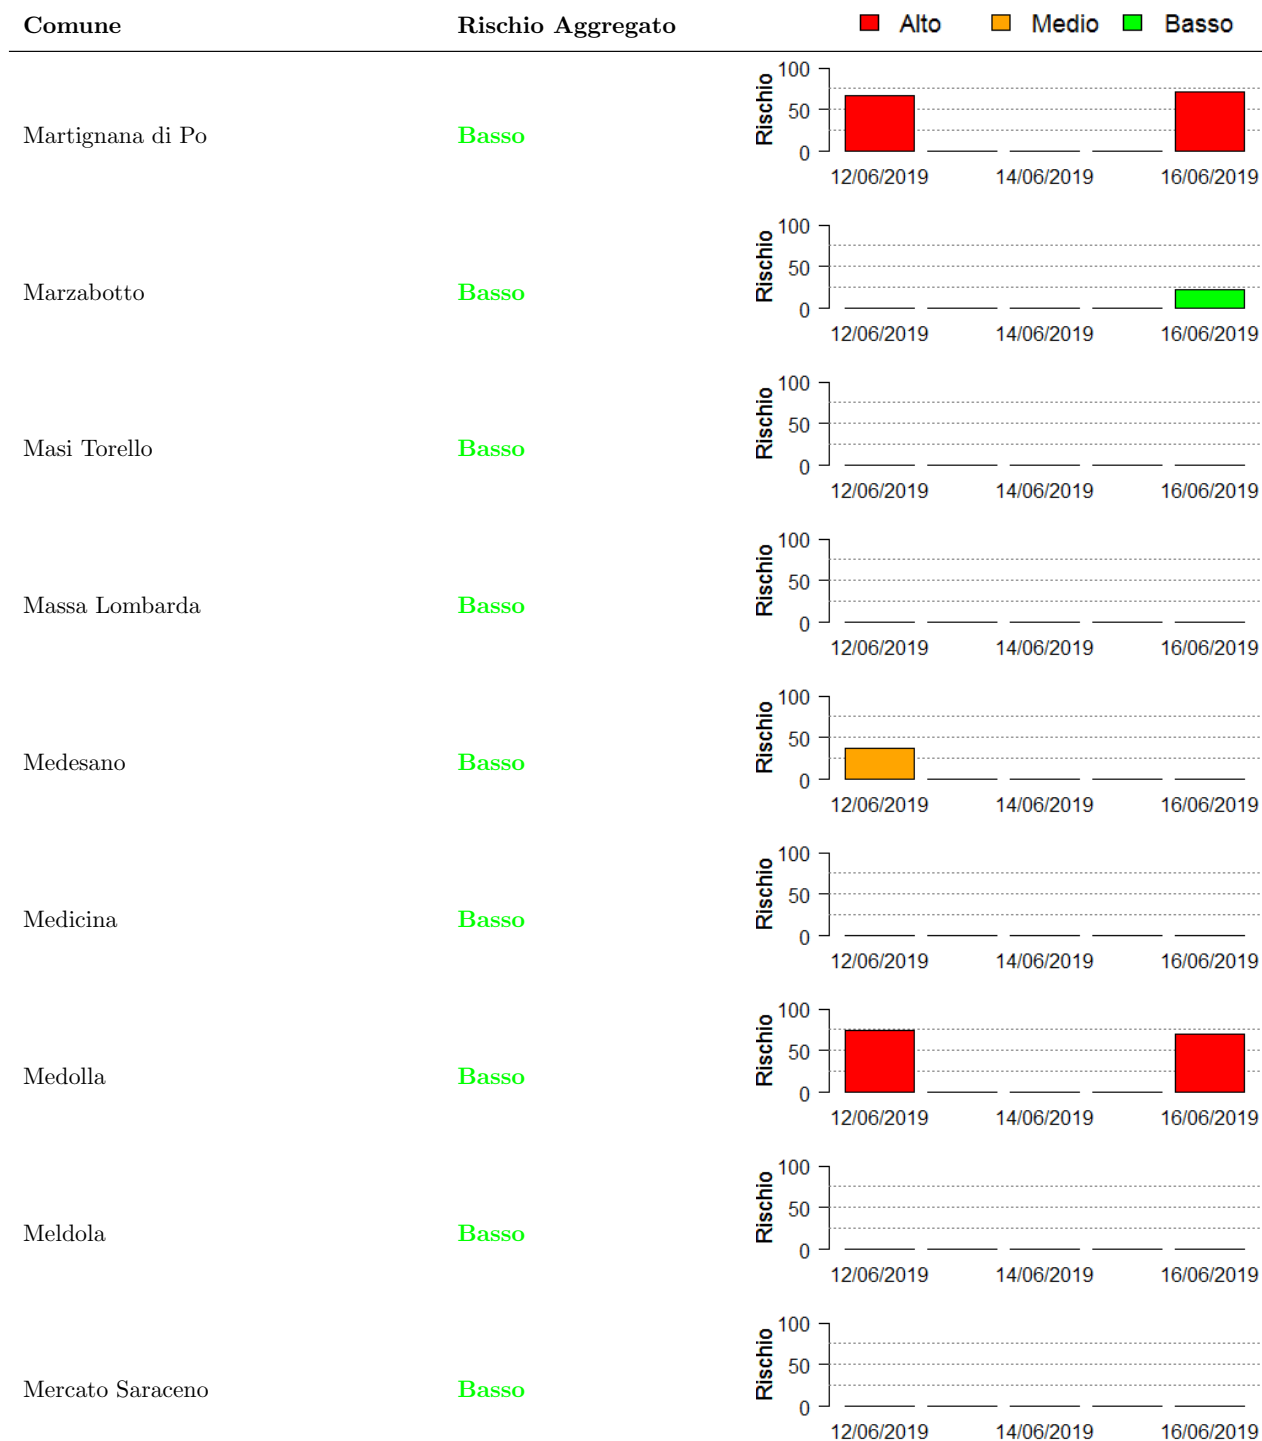 Comune Rischio Aggregato Alto Medio Basso
100
50
0
Rischio
Martignana di Po Basso
12/06/2019 14/06/2019 16/06/2019
100
50
0
Rischio
Marzabotto Basso
12/06/2019 14/06/2019 16/06/2019
100
50
0
Rischio
Masi Torello Basso
12/06/2019 14/06/2019 16/06/2019
100
50
0
Rischio
Massa Lombarda Basso
12/06/2019 14/06/2019 16/06/2019
100
50
0
Rischio
Medesano Basso
12/06/2019 14/06/2019 16/06/2019
100
50
0
Rischio
Medicina Basso
12/06/2019 14/06/2019 16/06/2019
100
50
0
Rischio
Medolla Basso
12/06/2019 14/06/2019 16/06/2019
100
50
0
Rischio
Meldola Basso
12/06/2019 14/06/2019 16/06/2019
100
50
0
Rischio
Mercato Saraceno Basso
12/06/2019 14/06/2019 16/06/2019